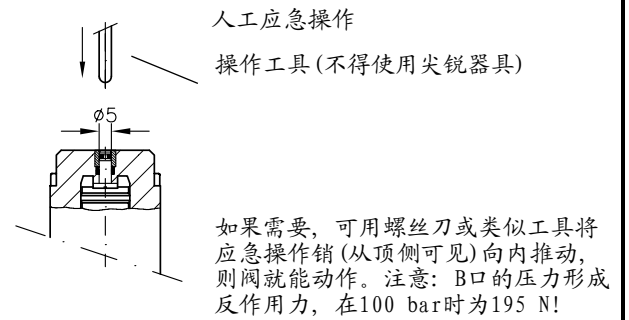 人工应急操作
操作工具(不得使用尖锐器具)
ø5
如果需要, 可用螺丝刀或类似工具将
应急操作销(从顶侧可见)向内推动,
则阀就能动作。注意: B口的压力形成
反作用力, 在100 bar时为195 N!